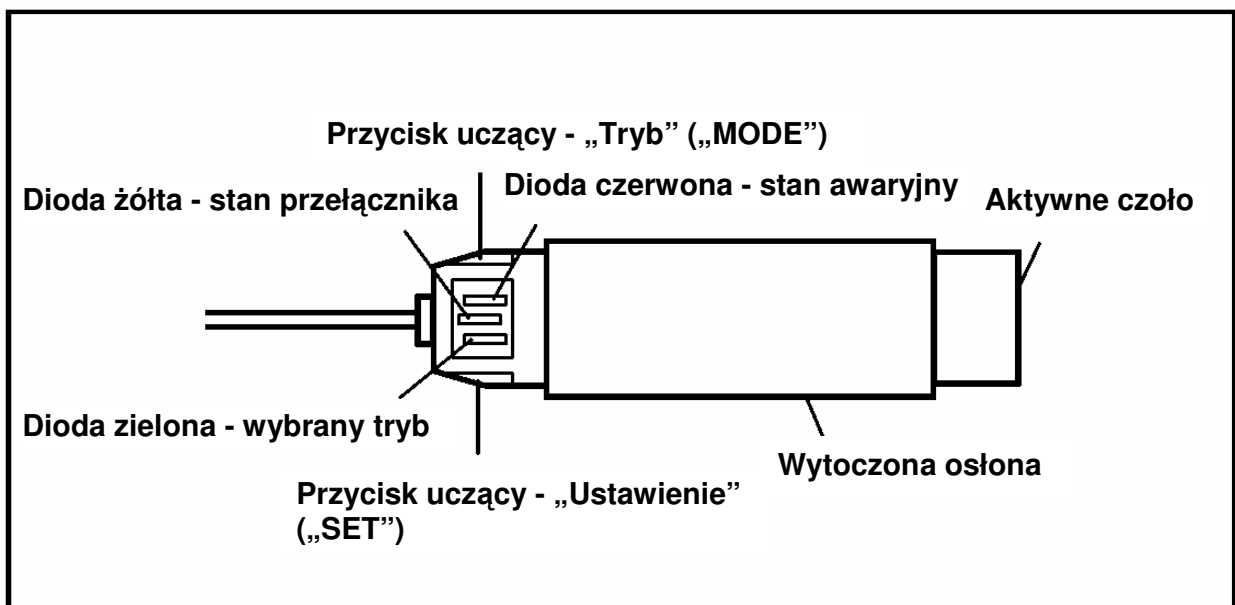 Przycisk uczący - „Tryb” („MODE”)
Dioda żółta - stan przełącznika
Dioda czerwona - stan awaryjny
Aktywne czoło
Dioda zielona - wybrany tryb
Wytoczona osłona
Przycisk uczący - „Ustawienie”
(„SET”)